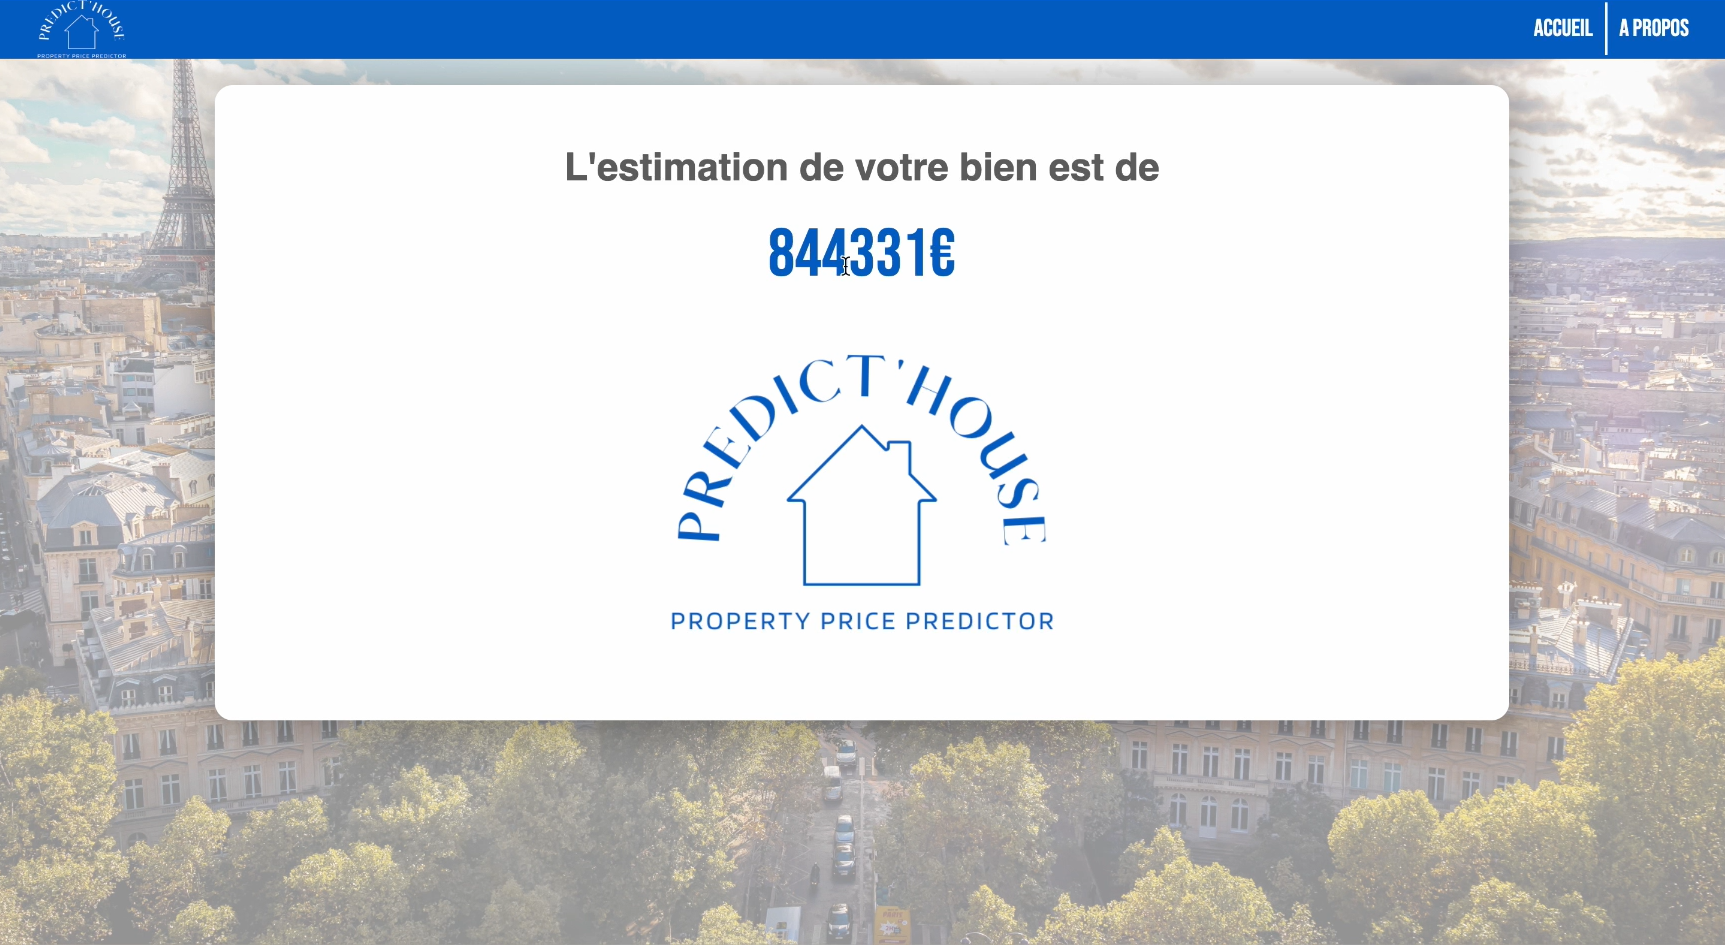 PREDICT'HOUSE
PROPERTY PRICE PREDICTOR
ACCUEIL
A PROPOS
L'estimation de votre bien est de
844331€
PREDICT'HOUSE
PROPERTY PRICE PREDICTOR